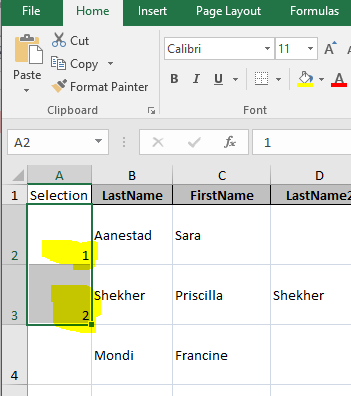 File Home Insert Page Layout Formulas
Cut
Copy
Paste
Format Painter
Clipboard
Calibri 11 A A
B I U A
Font
A2 fx 1
A B C D
1 Selection LastName FirstName LastName2
2 1 Aanestad Sara
3 2 Shekher Priscilla Shekher
4 Mondi Francine